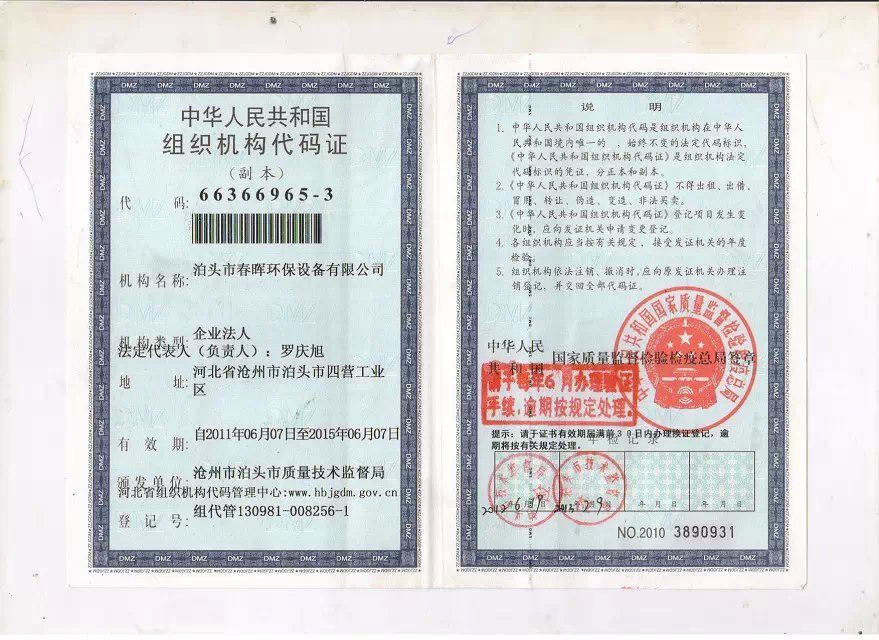 中华人民共和国
组织机构代码证
（副本）
代 码: 66366965-3
机构名称: 泊头市春晖环保设备有限公司
机构类型: 企业法人
法定代表人（负责人）：罗庆旭
地 址: 河北省沧州市泊头市四营工业
区
有 效 期: 自2011年06月07日至2015年06月07日
颁发单位: 沧州市泊头市质量技术监督局
河北省组织机构代码管理中心:www.hbjgdm.gov.cn
登 记 号: 组代管130981-008256-1
说 明
1. 中华人民共和国组织机构代码是组织机构在中华人
民共和国境内唯一的、始终不变的法定代码标识，
《中华人民共和国组织机构代码证》是组织机构法定
代码标识的凭证，分正本和副本。
2.《中华人民共和国组织机构代码证》不得出租、出借、
冒用、转让、伪造、变造、非法买卖。
3.《中华人民共和国组织机构代码证》登记项目发生变
化时，应向发证机关申请变更登记。
4. 各组织机构应当按有关规定，接受发证机关的年度
检验。
5. 组织机构依法注销、撤消时，应向原发证机关办理注
销登记，并交回全部代码证。
中华人民
共和国
国家质量监督检验检疫总局签章
请于每年6月办理验证
手续，逾期按规定处理。
提示：请于证书有效期届满前30日内办理换证登记，逾
期将按有关规定处理。
年检记录
年 月 日 年 月 日
NO.2010 3890931